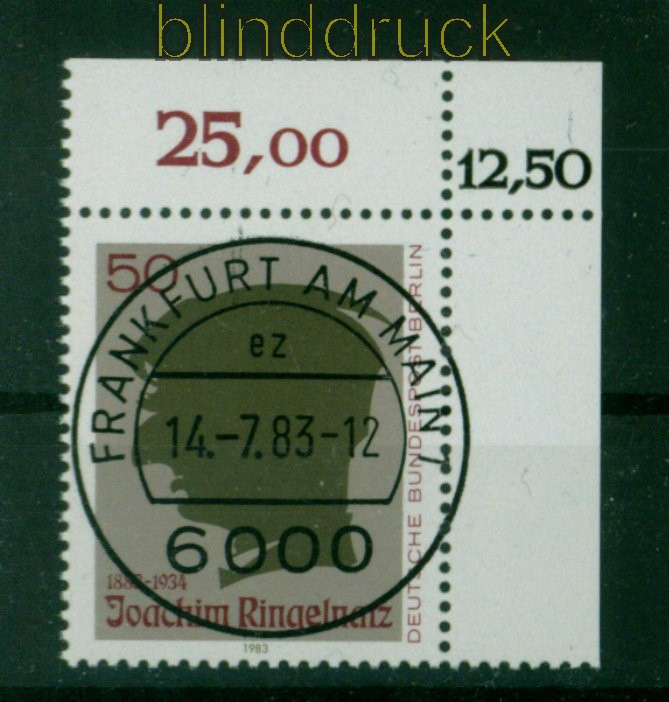 blinddruck
25,00
12,50
50
DEUTSCHE BUNDESPOST BERLIN
FRANKFURT AM MAIN 1
ez
14.-7.83-12
6000
1883-1934
Joachim Ringelnatz
1983